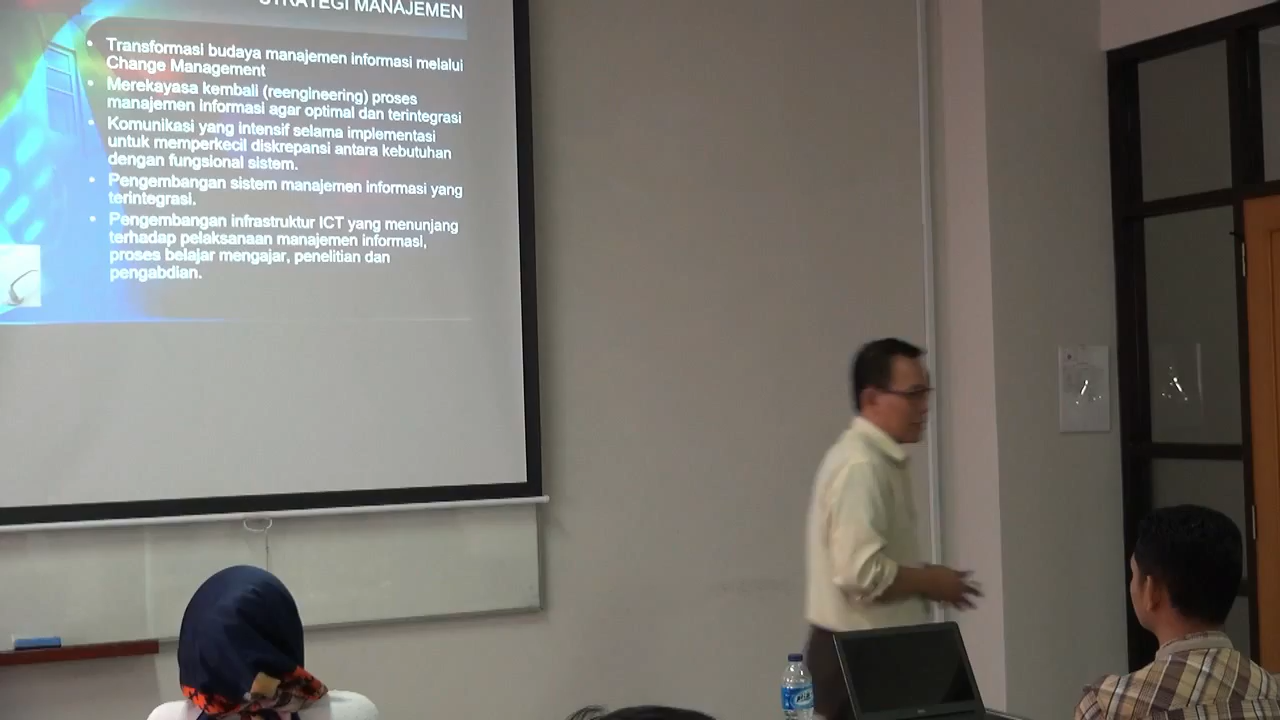 STRATEGI MANAJEMEN
• Transformasi budaya manajemen informasi melalui
Change Management
• Merekayasa kembali (reengineering) proses
manajemen informasi agar optimal dan terintegrasi
• Komunikasi yang intensif selama implementasi
untuk memperkecil diskrepansi antara kebutuhan
dengan fungsional sistem.
• Pengembangan sistem manajemen informasi yang
terintegrasi.
• Pengembangan infrastruktur ICT yang menunjang
terhadap pelaksanaan manajemen informasi,
proses belajar mengajar, penelitian dan
pengabdian.